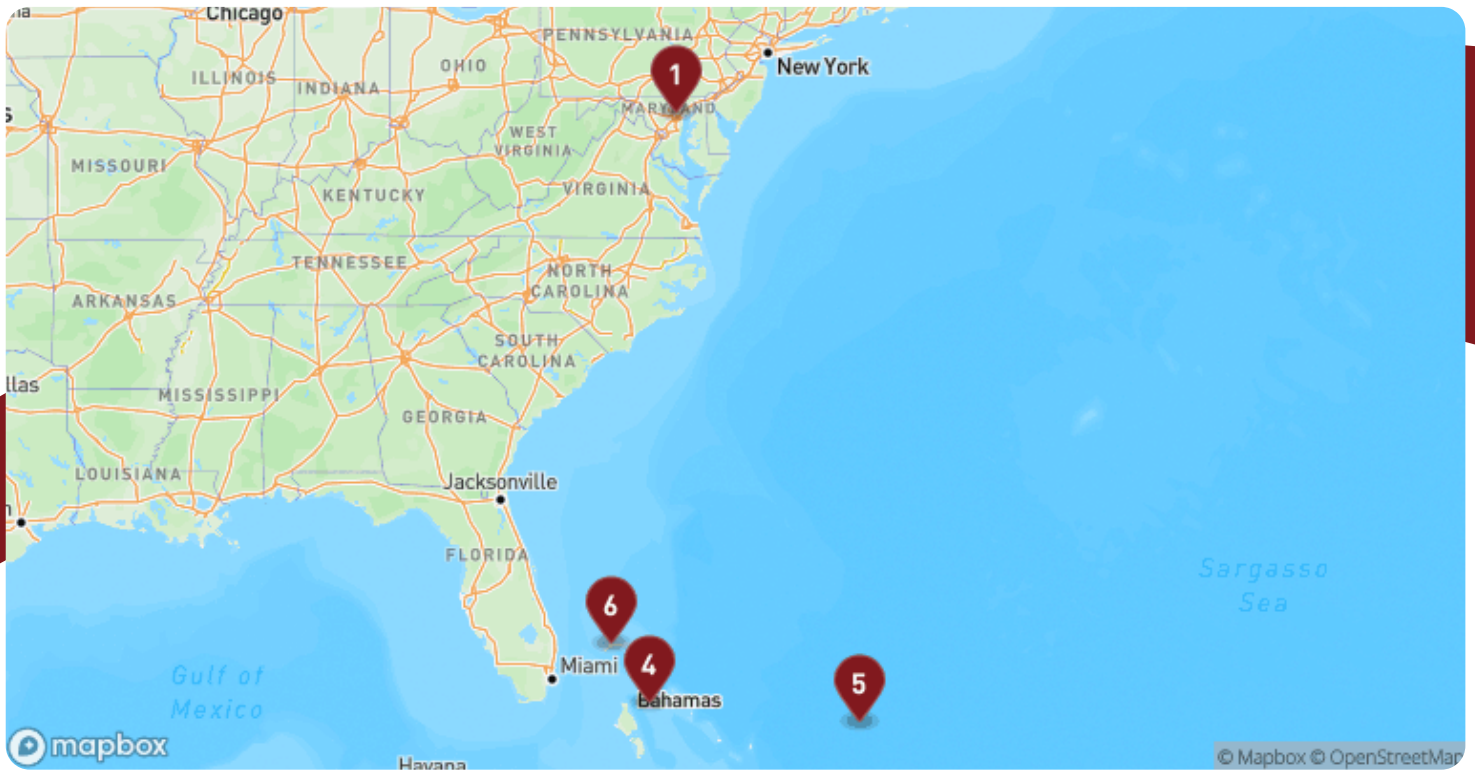 Chicago
PENNSYLVANIA
New York
OHIO
ILLINOIS
INDIANA
1
MARYLAND
WEST
VIRGINIA
MISSOURI
KENTUCKY
VIRGINIA
TENNESSEE
NORTH
CAROLINA
ARKANSAS
SOUTH
CAROLINA
llas
MISSISSIPPI
GEORGIA
LOUISIANA
Jacksonville
FLORIDA
Sargasso
Sea
6
Miami
4
Bahamas
5
Gulf of
Mexico
mapbox
Havana
© Mapbox © OpenStreetMap